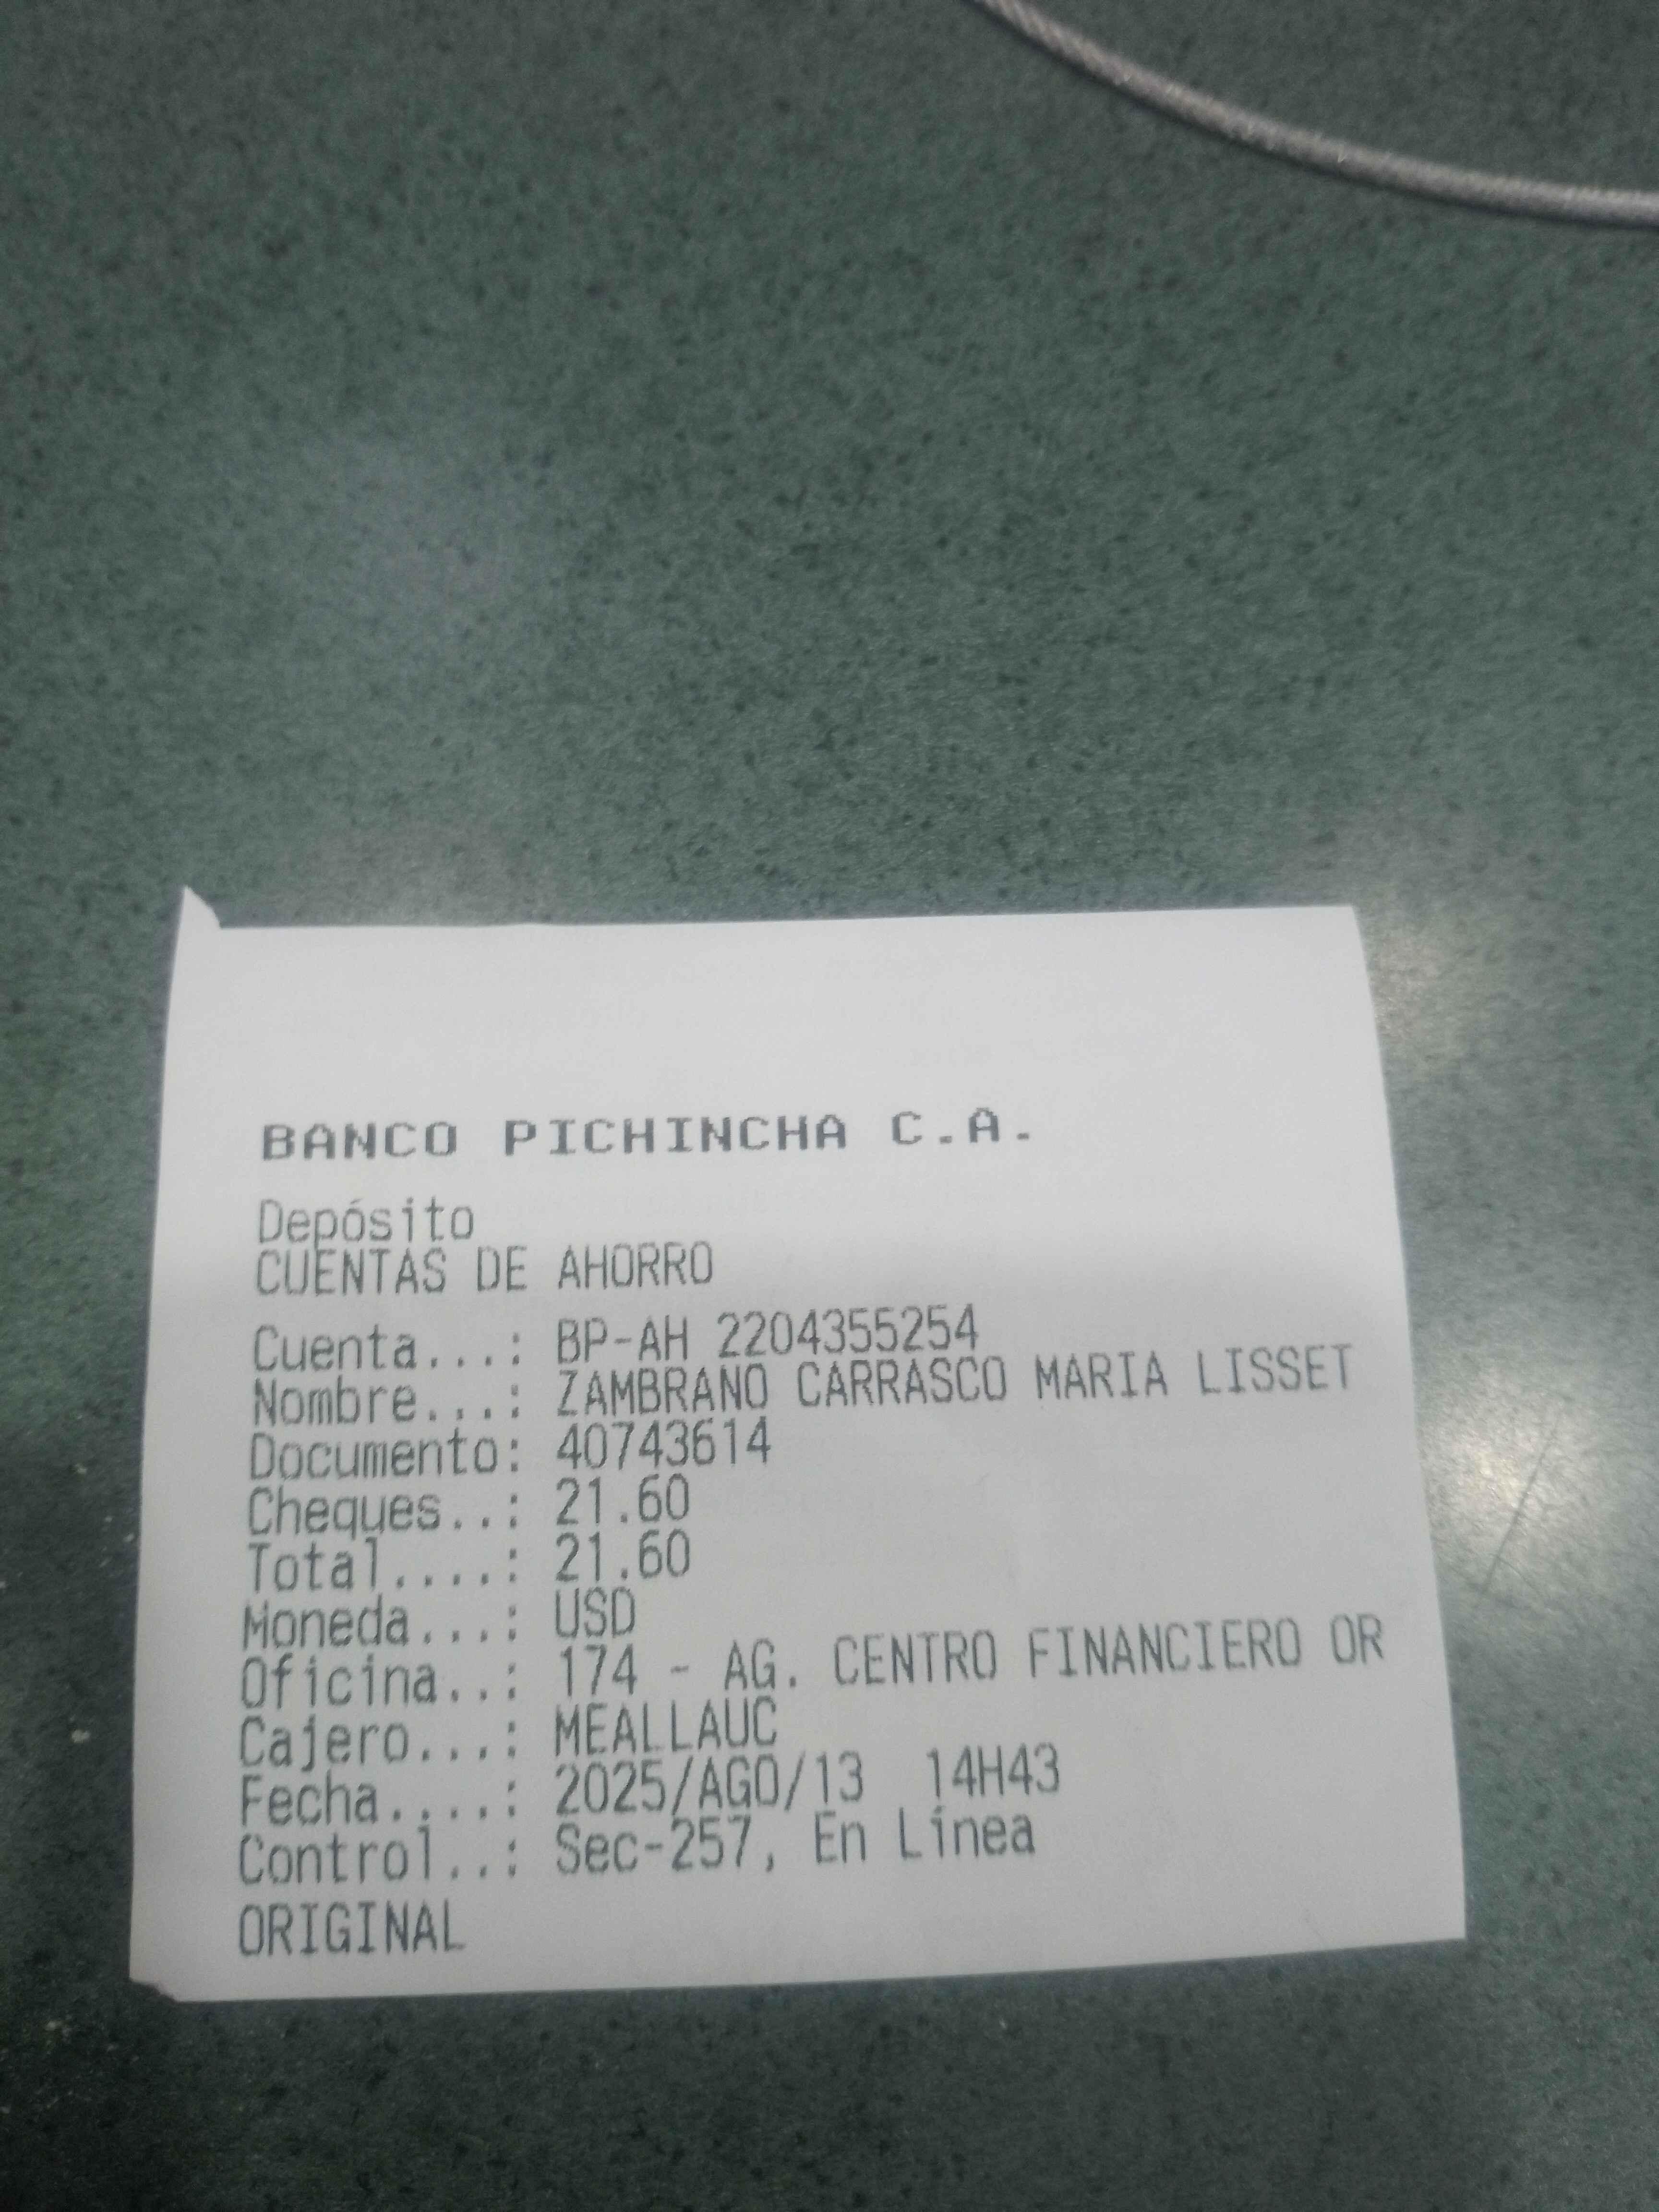 BANCO PICHINCHA C.A.
Depósito
CUENTAS DE AHORRO
Cuenta...: BP-AH 2204355254
Nombre...: ZAMBRANO CARRASCO MARIA LISSET
Documento: 40743614
Cheques..: 21.60
Total....: 21.60
Moneda...: USD
Oficina..: 174 - AG. CENTRO FINANCIERO OR
Cajero...: MEALLAUC
Fecha....: 2025/AGO/13 14H43
Control..: Sec-257, En Línea
ORIGINAL